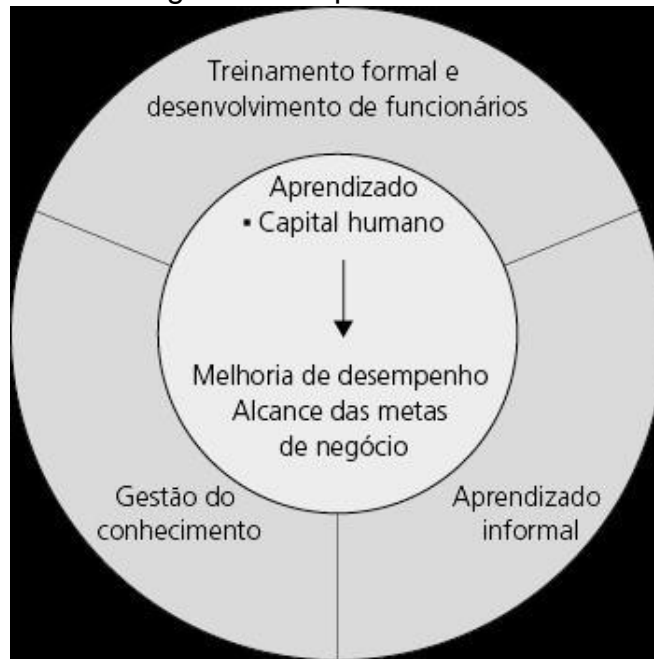 Treinamento formal e
desenvolvimento de funcionários
Aprendizado
▪ Capital humano
Melhoria de desempenho
Alcance das metas
de negócio
Gestão do
conhecimento
Aprendizado
informal